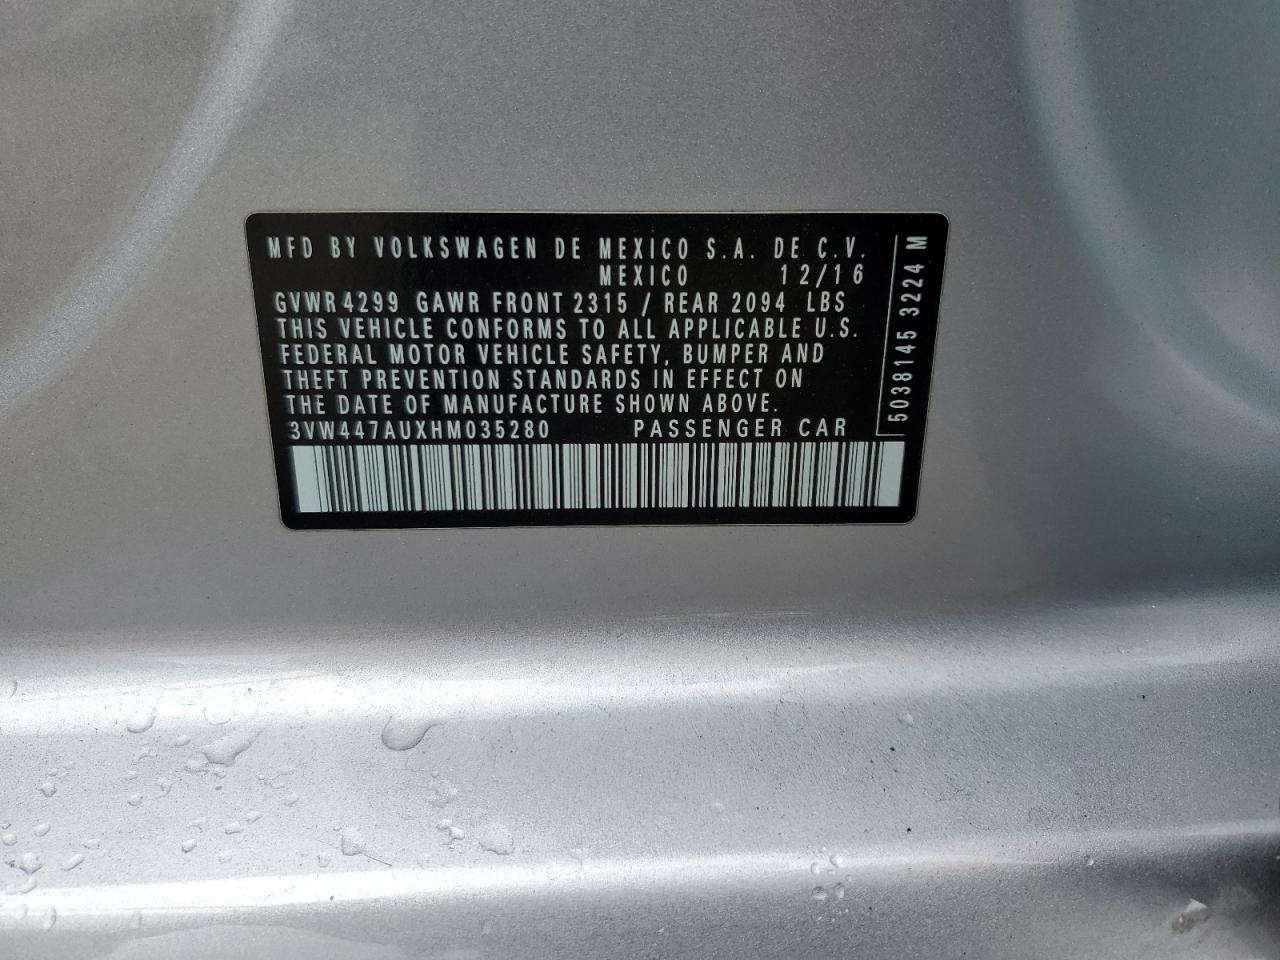 MFD BY VOLKSWAGEN DE MEXICO S.A. DE C.V.
MEXICO 12/16
GVWR 4299 GAWR FRONT 2315 / REAR 2094 LBS
THIS VEHICLE CONFORMS TO ALL APPLICABLE U.S.
FEDERAL MOTOR VEHICLE SAFETY, BUMPER AND
THEFT PREVENTION STANDARDS IN EFFECT ON
THE DATE OF MANUFACTURE SHOWN ABOVE.
3VW447AUXHM035280 PASSENGER CAR
5038145 3224 M